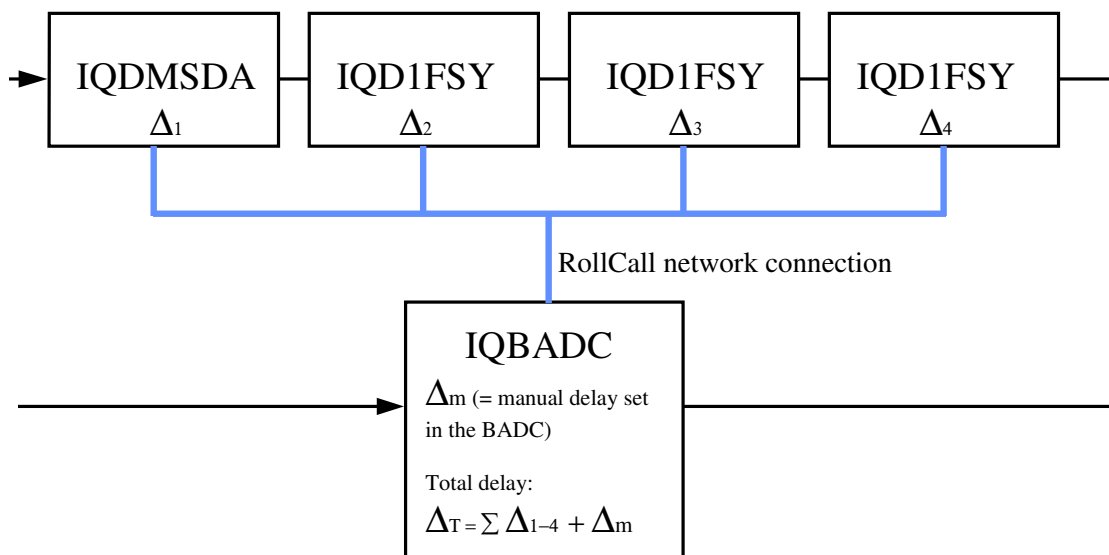 IQDMSDA IQD1FSY IQD1FSY IQD1FSY
Δ1 Δ2 Δ3 Δ4
RollCall network connection
IQBADC
Δm (= manual delay set
in the BADC)
Total delay:
ΔT = ∑ Δ1–4 + Δm